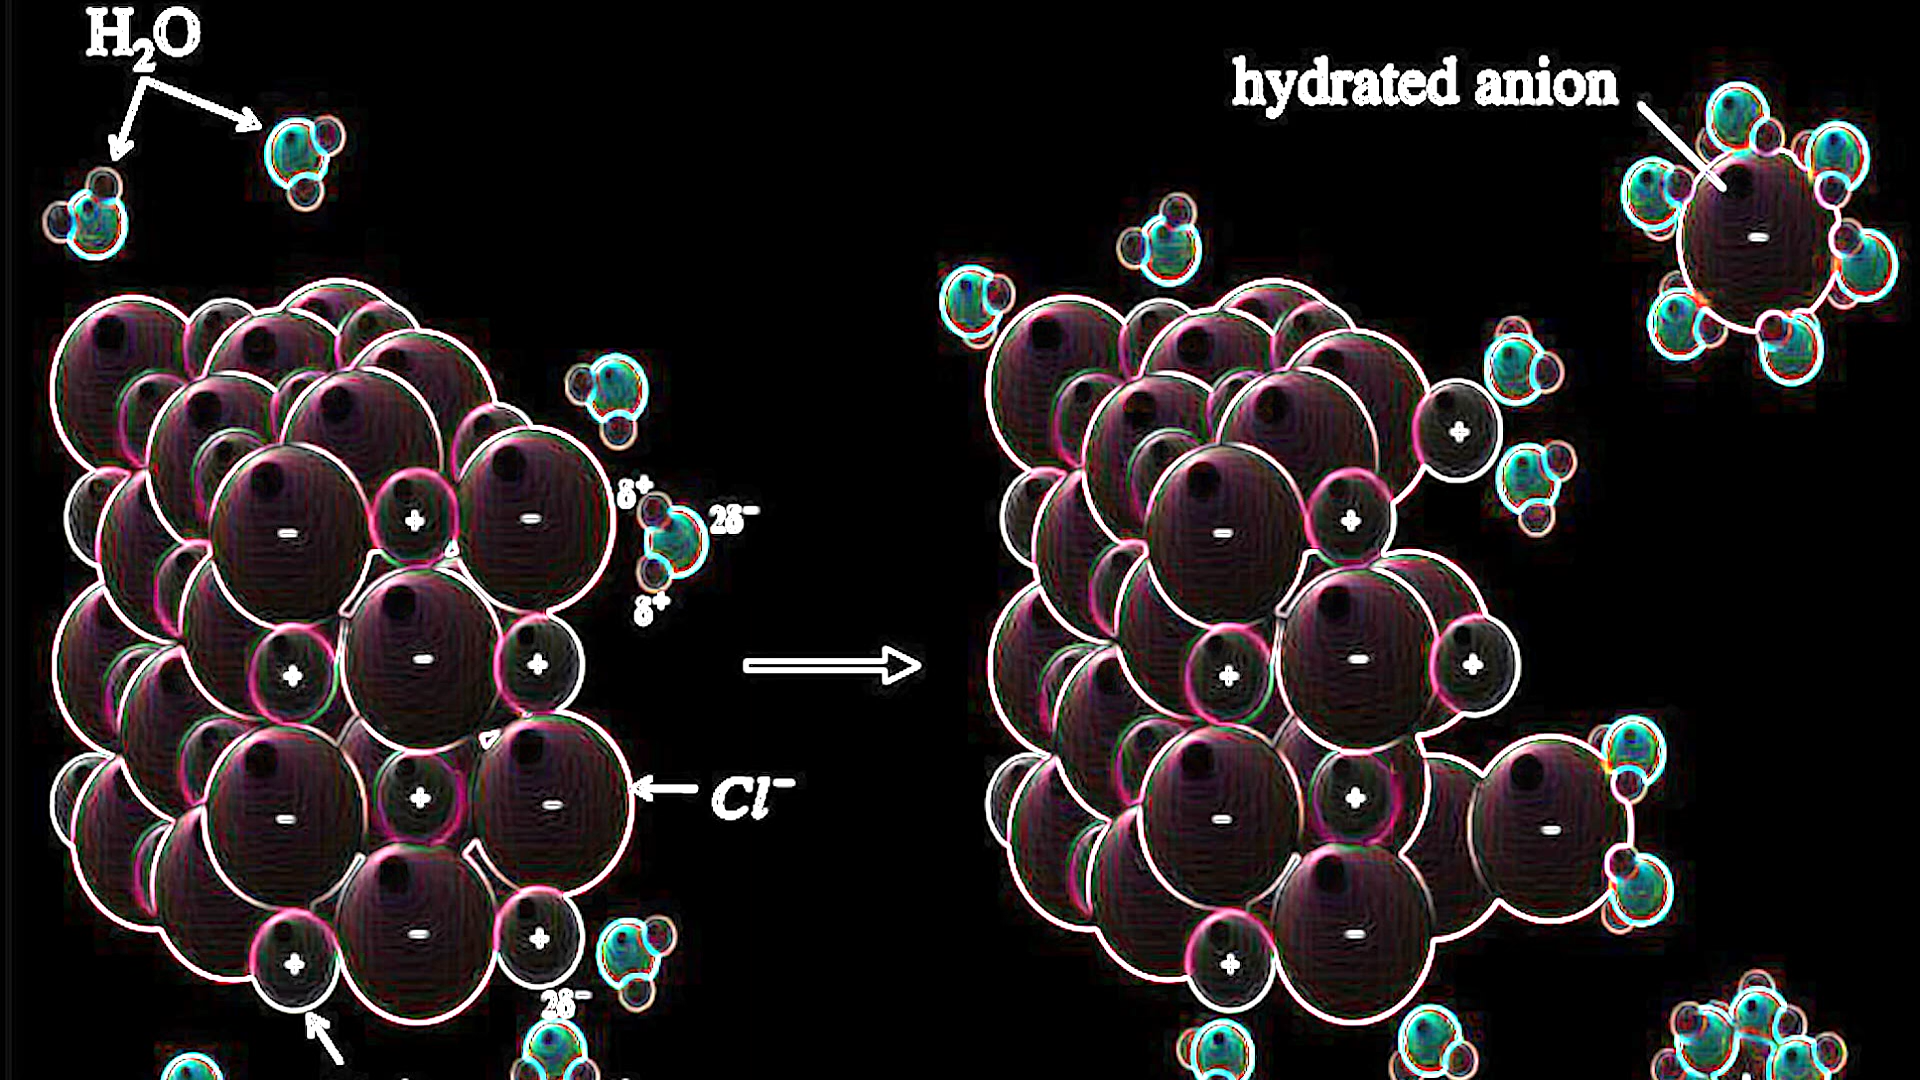 H₂O
hydrated anion
δ⁺
2δ⁻
δ⁺
- + -
+ - +
- + -
+ - +
2δ⁻
Cl⁻
-
+
- +
+ - +
- + -
+ -